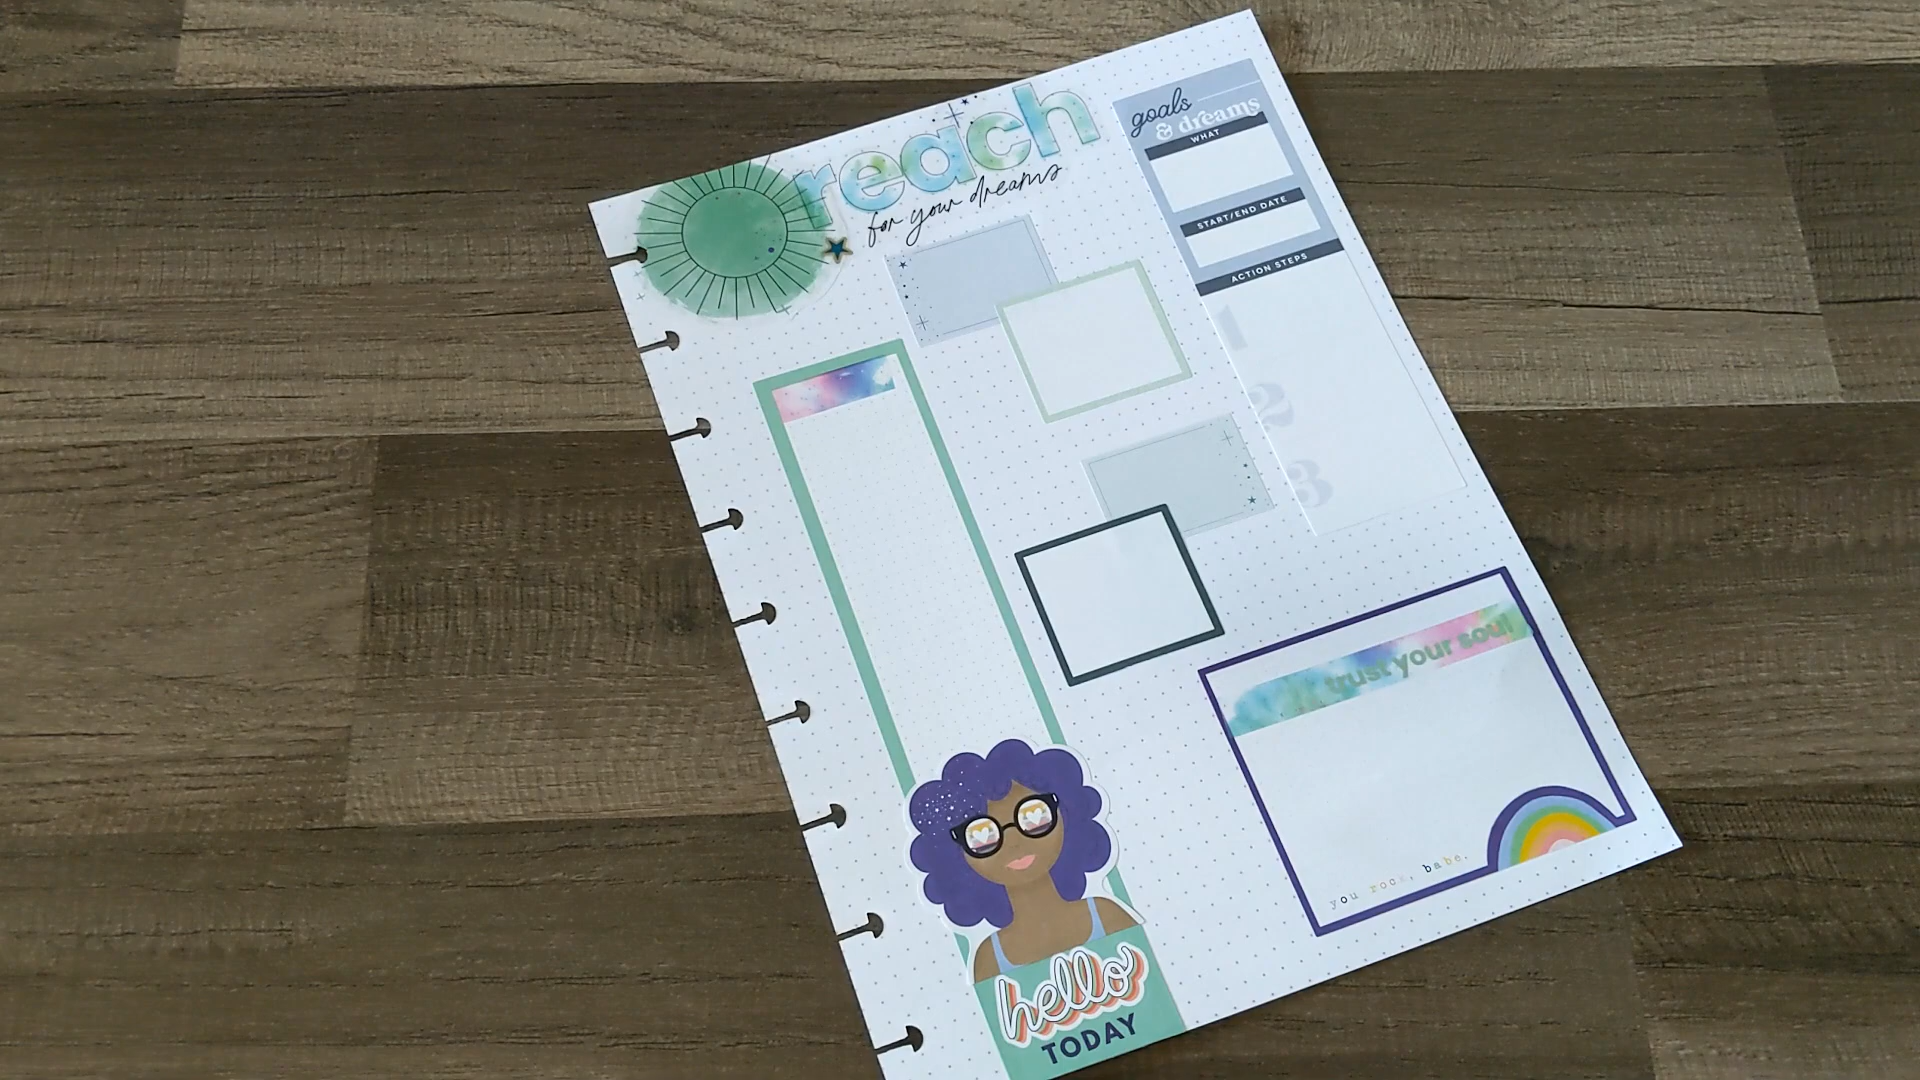 reach
for your dreams
goals
& dreams
WHAT
START/END DATE
ACTION STEPS
1
2
3
trust your soul
you rock, babe.
hello
TODAY